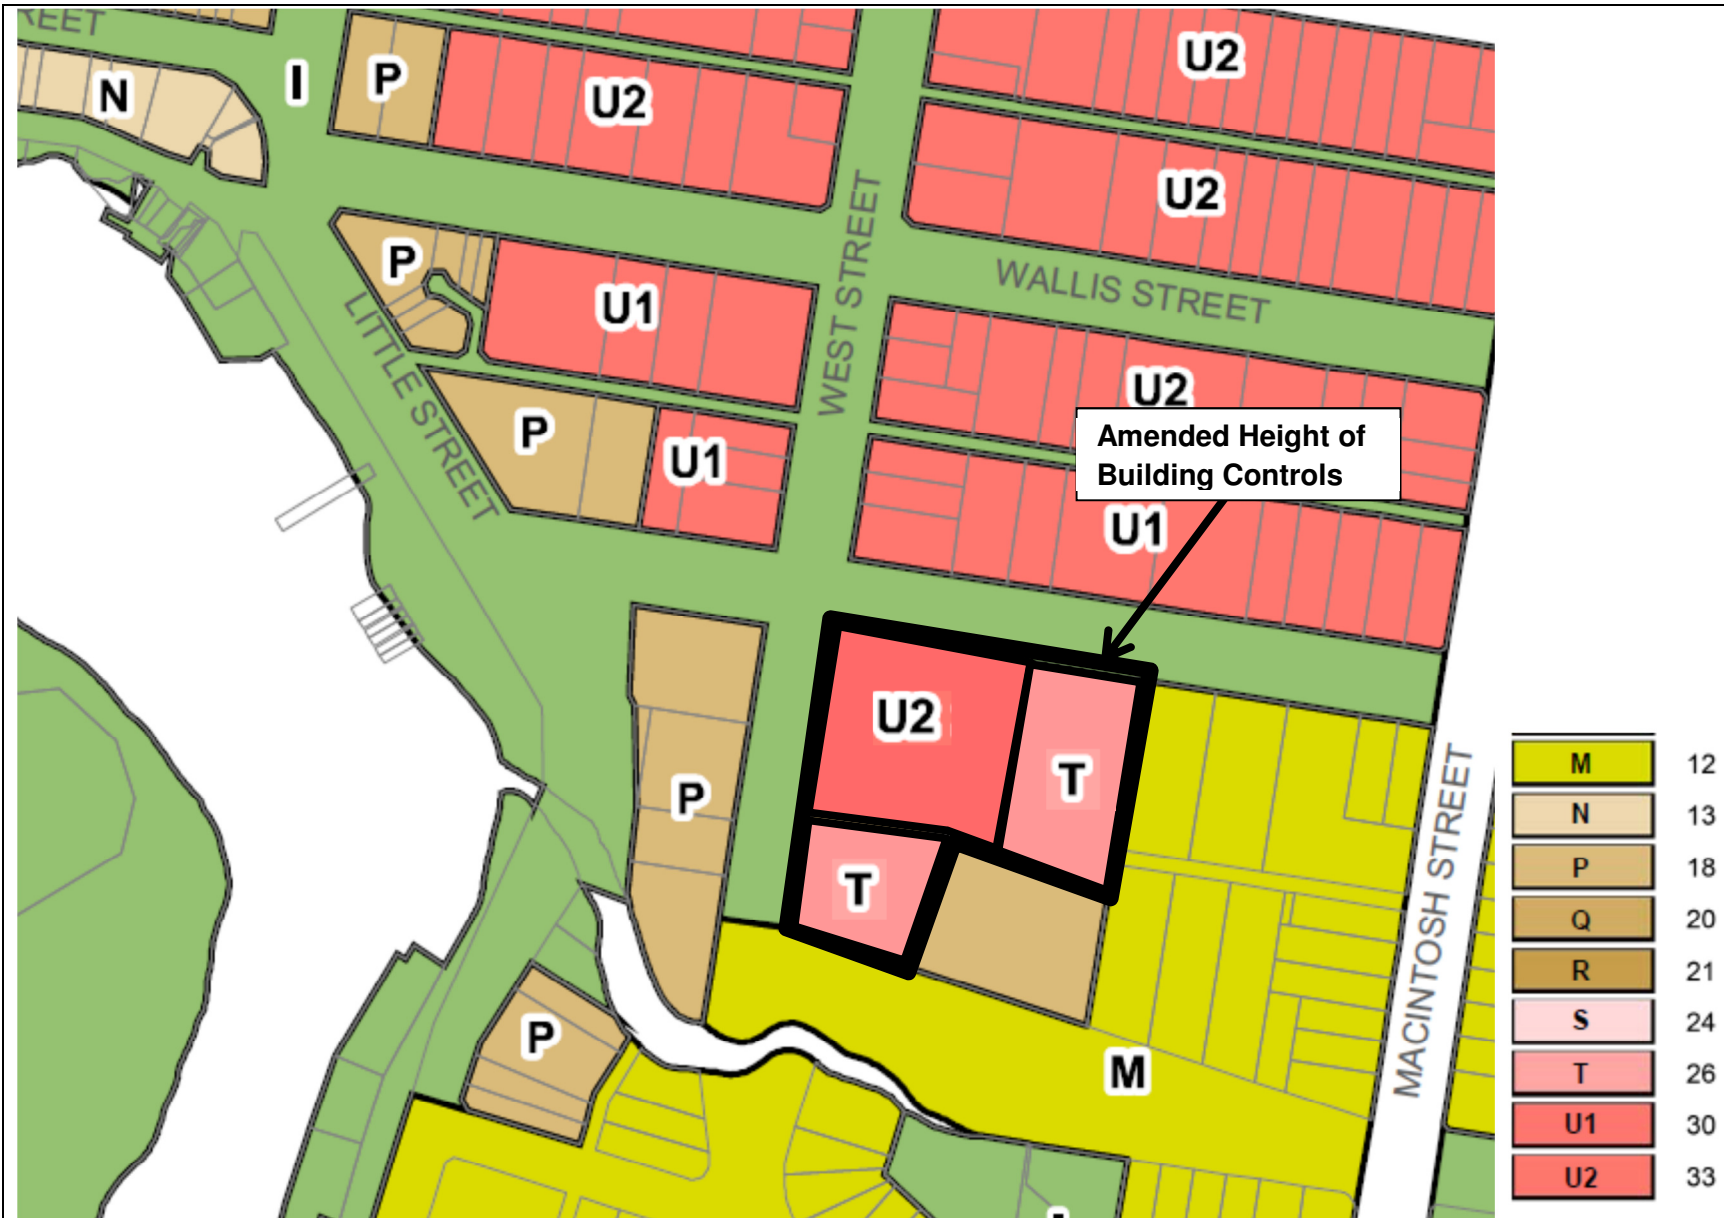 REET
N
I
P
U2
U2
U2
P
U1
WEST STREET
WALLIS STREET
LITTLE STREET
P
U1
U2
Amended Height of
Building Controls
U1
U2
T
P
T
P
M
MACINTOSH STREET
M 12
N 13
P 18
Q 20
R 21
S 24
T 26
U1 30
U2 33